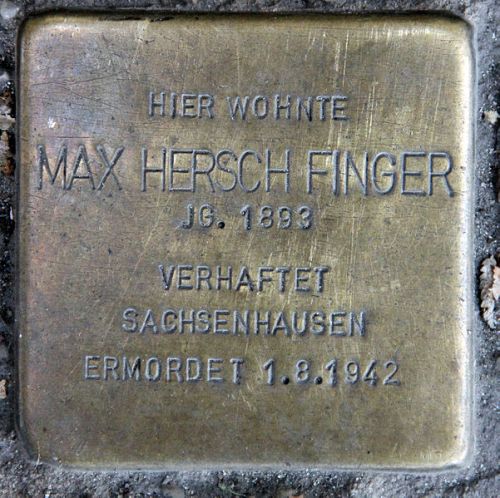 HIER WOHNTE
MAX HERSCH FINGER
JG. 1893
VERHAFTET
SACHSENHAUSEN
ERMORDET 1.8.1942